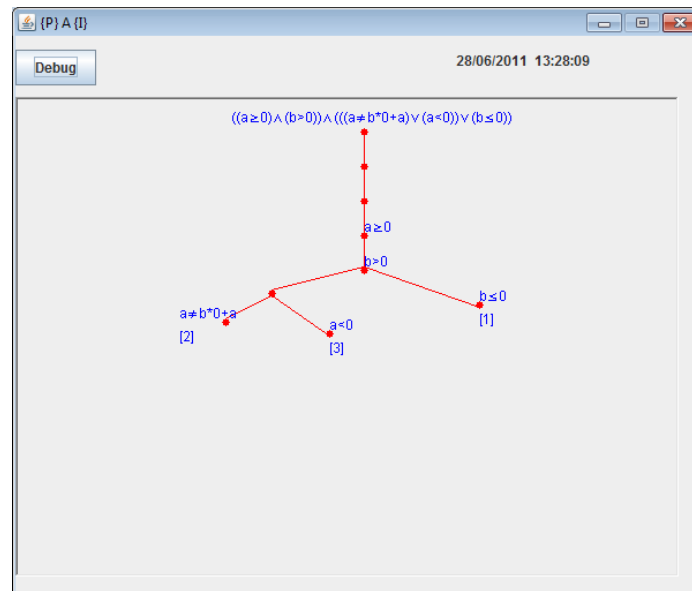 {P} A {I}
Debug
28/06/2011 13:28:09
((a≥0)∧(b>0))∧(((a≠b*0+a)∨(a<0))∨(b≤0))
a≥0
b>0
b≤0
[1]
a≠b*0+a
[2]
a<0
[3]